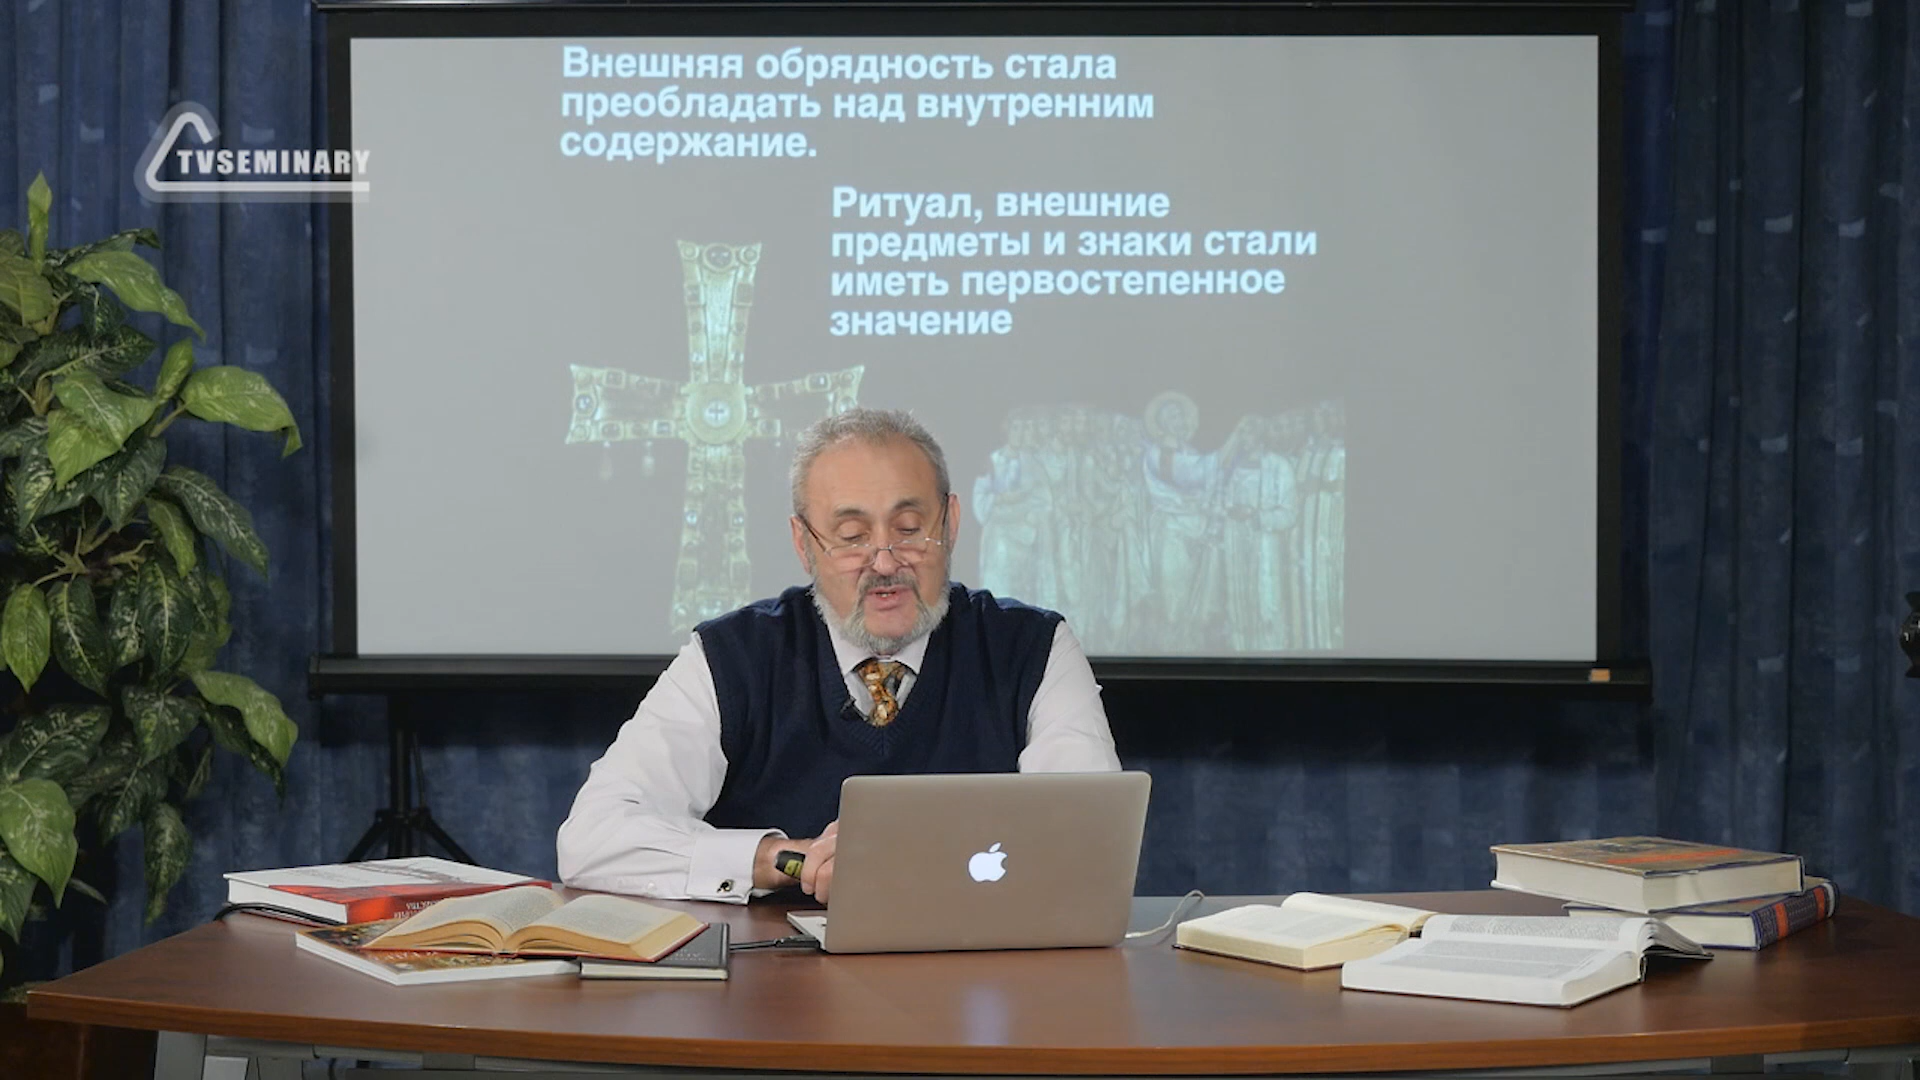 Внешняя обрядность стала
преобладать над внутренним
содержание.
TVSEMINARY
Ритуал, внешние
предметы и знаки стали
иметь первостепенное
значение